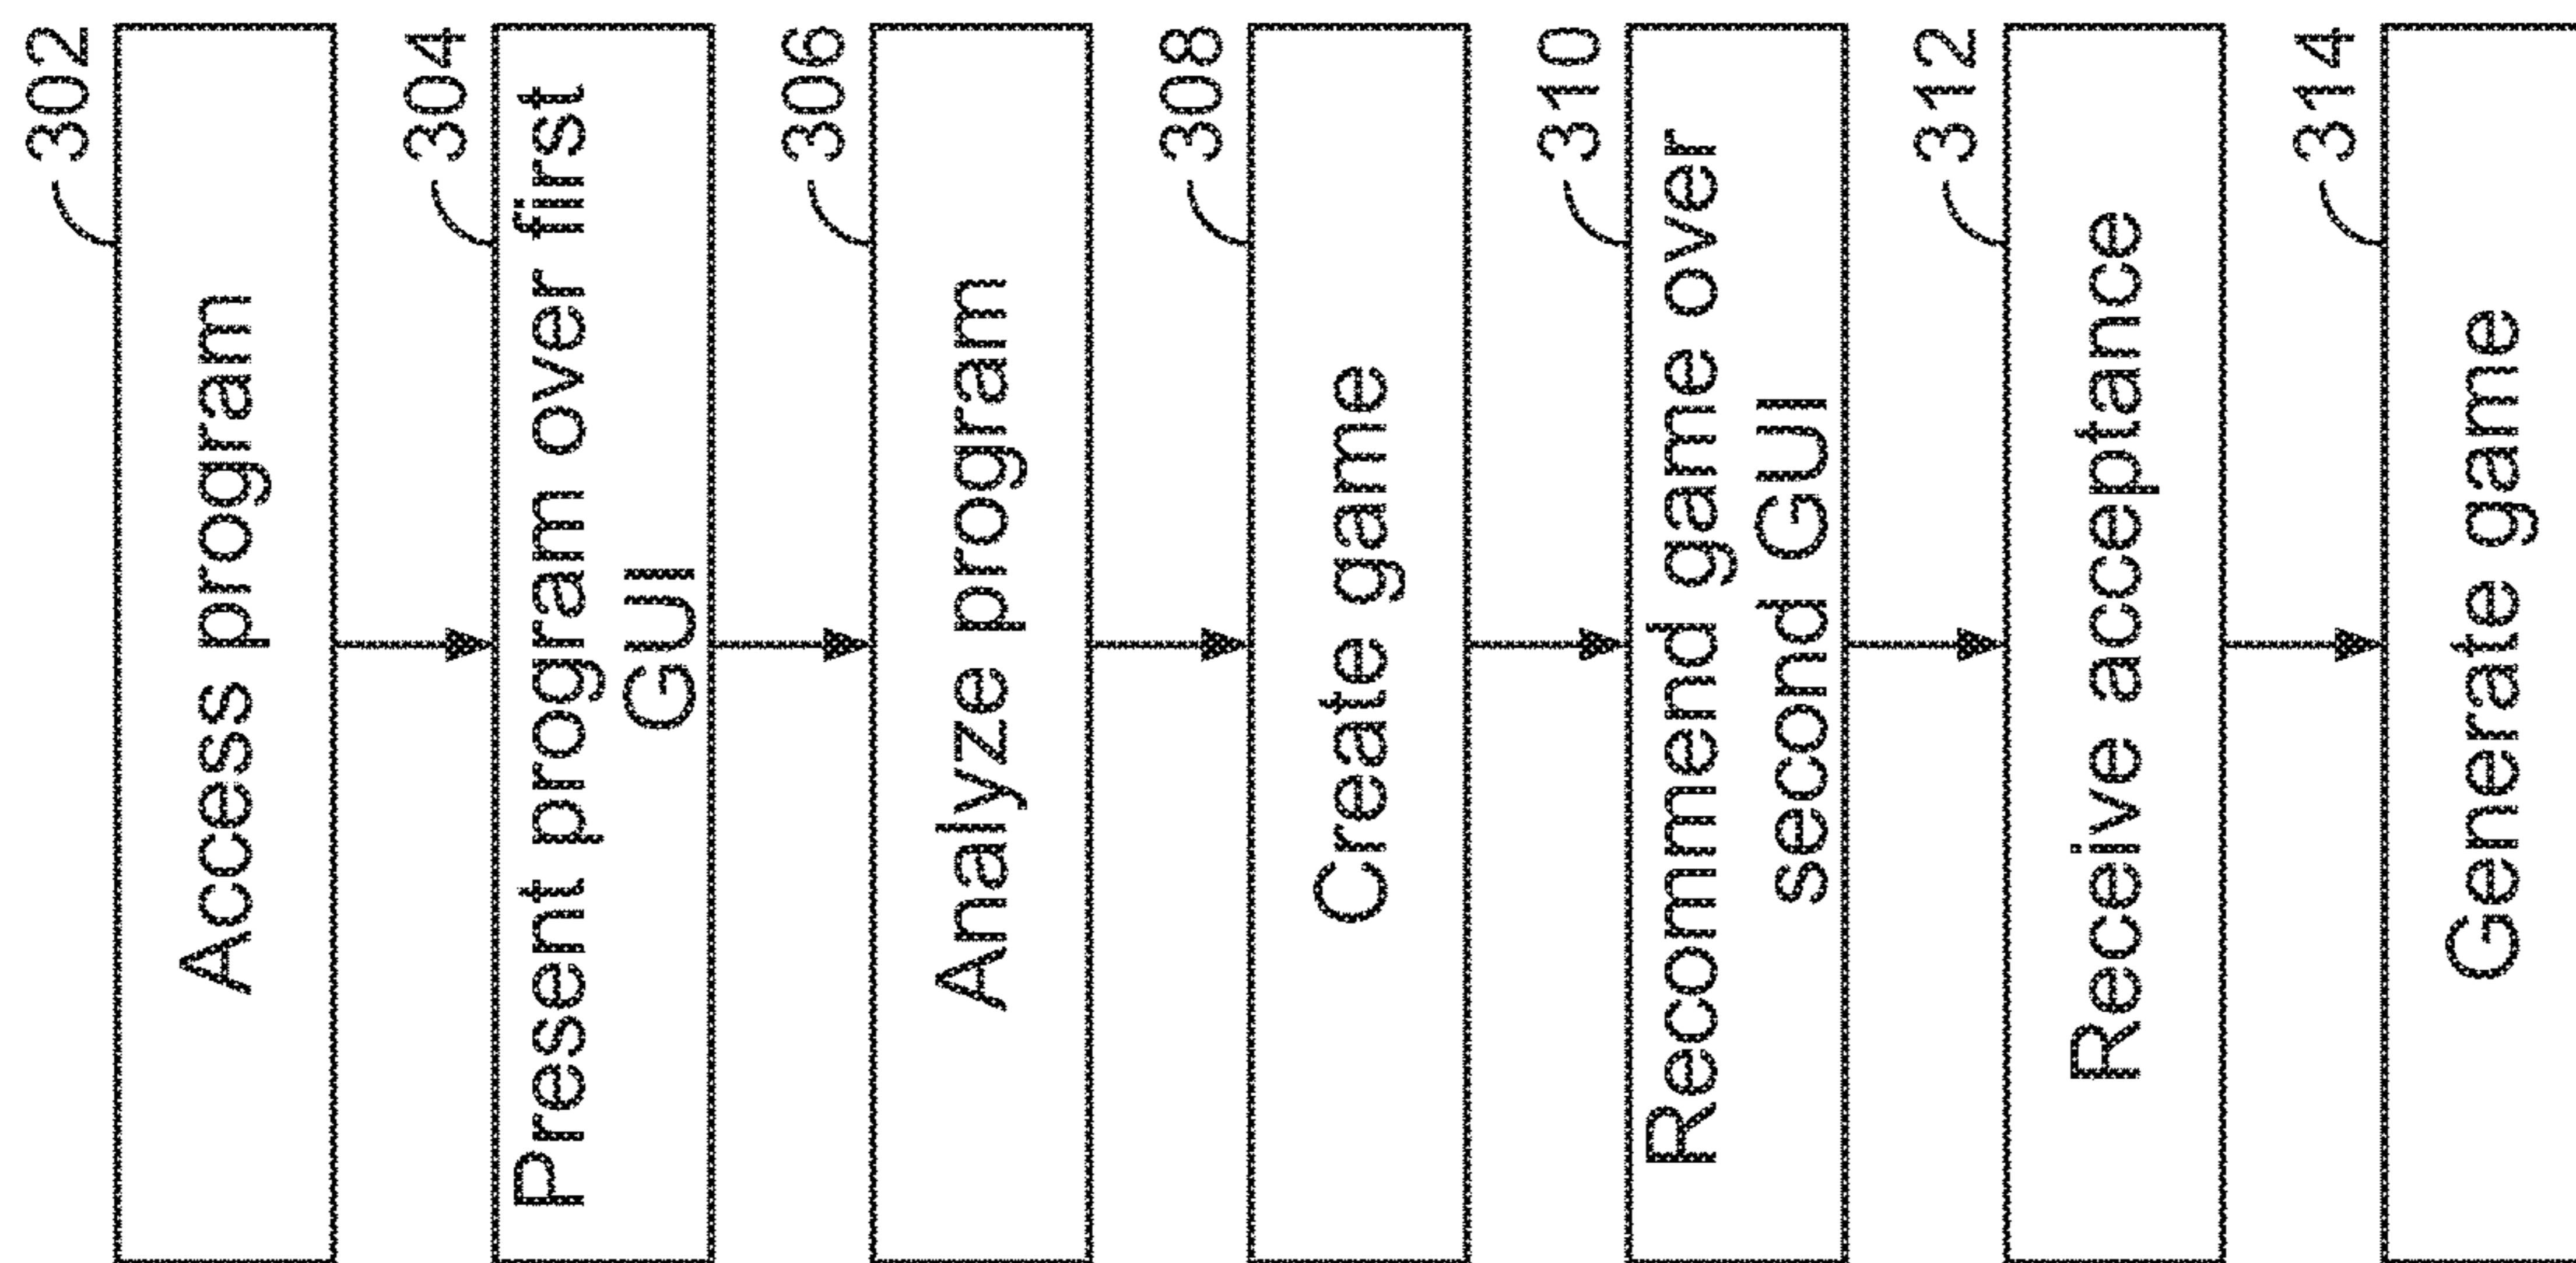 302
Access program
304
Present program over first
GUI
306
Analyze program
308
Create game
310
Recommend game over
second GUI
312
Receive acceptance
314
Generate game